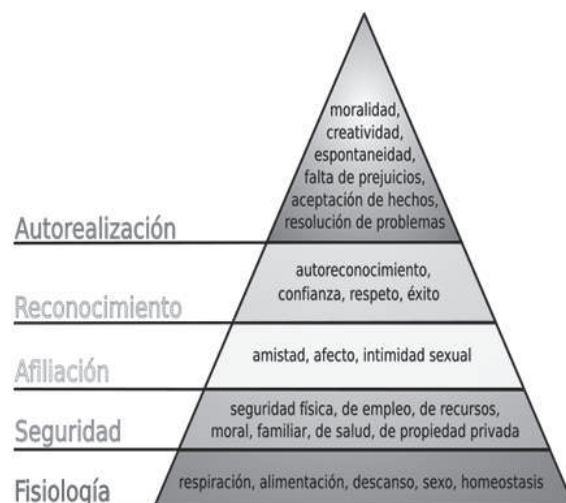 moralidad,
creatividad,
espontaneidad,
falta de prejuicios,
aceptación de hechos,
resolución de problemas
Autorealización
autoreconocimiento,
confianza, respeto, éxito
Reconocimiento
amistad, afecto, intimidad sexual
Afiliación
seguridad física, de empleo, de recursos,
moral, familiar, de salud, de propiedad privada
Seguridad
respiración, alimentación, descanso, sexo, homeostasis
Fisiología